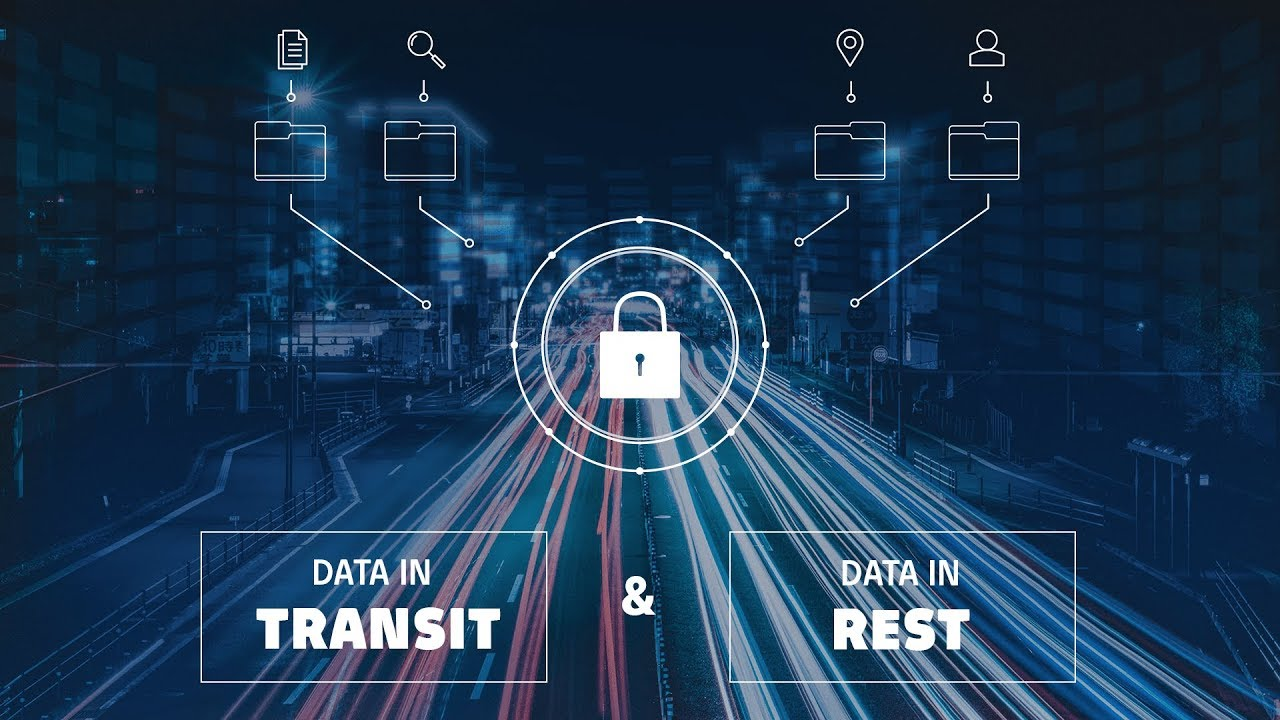 DATA IN
TRANSIT
&
DATA IN
REST